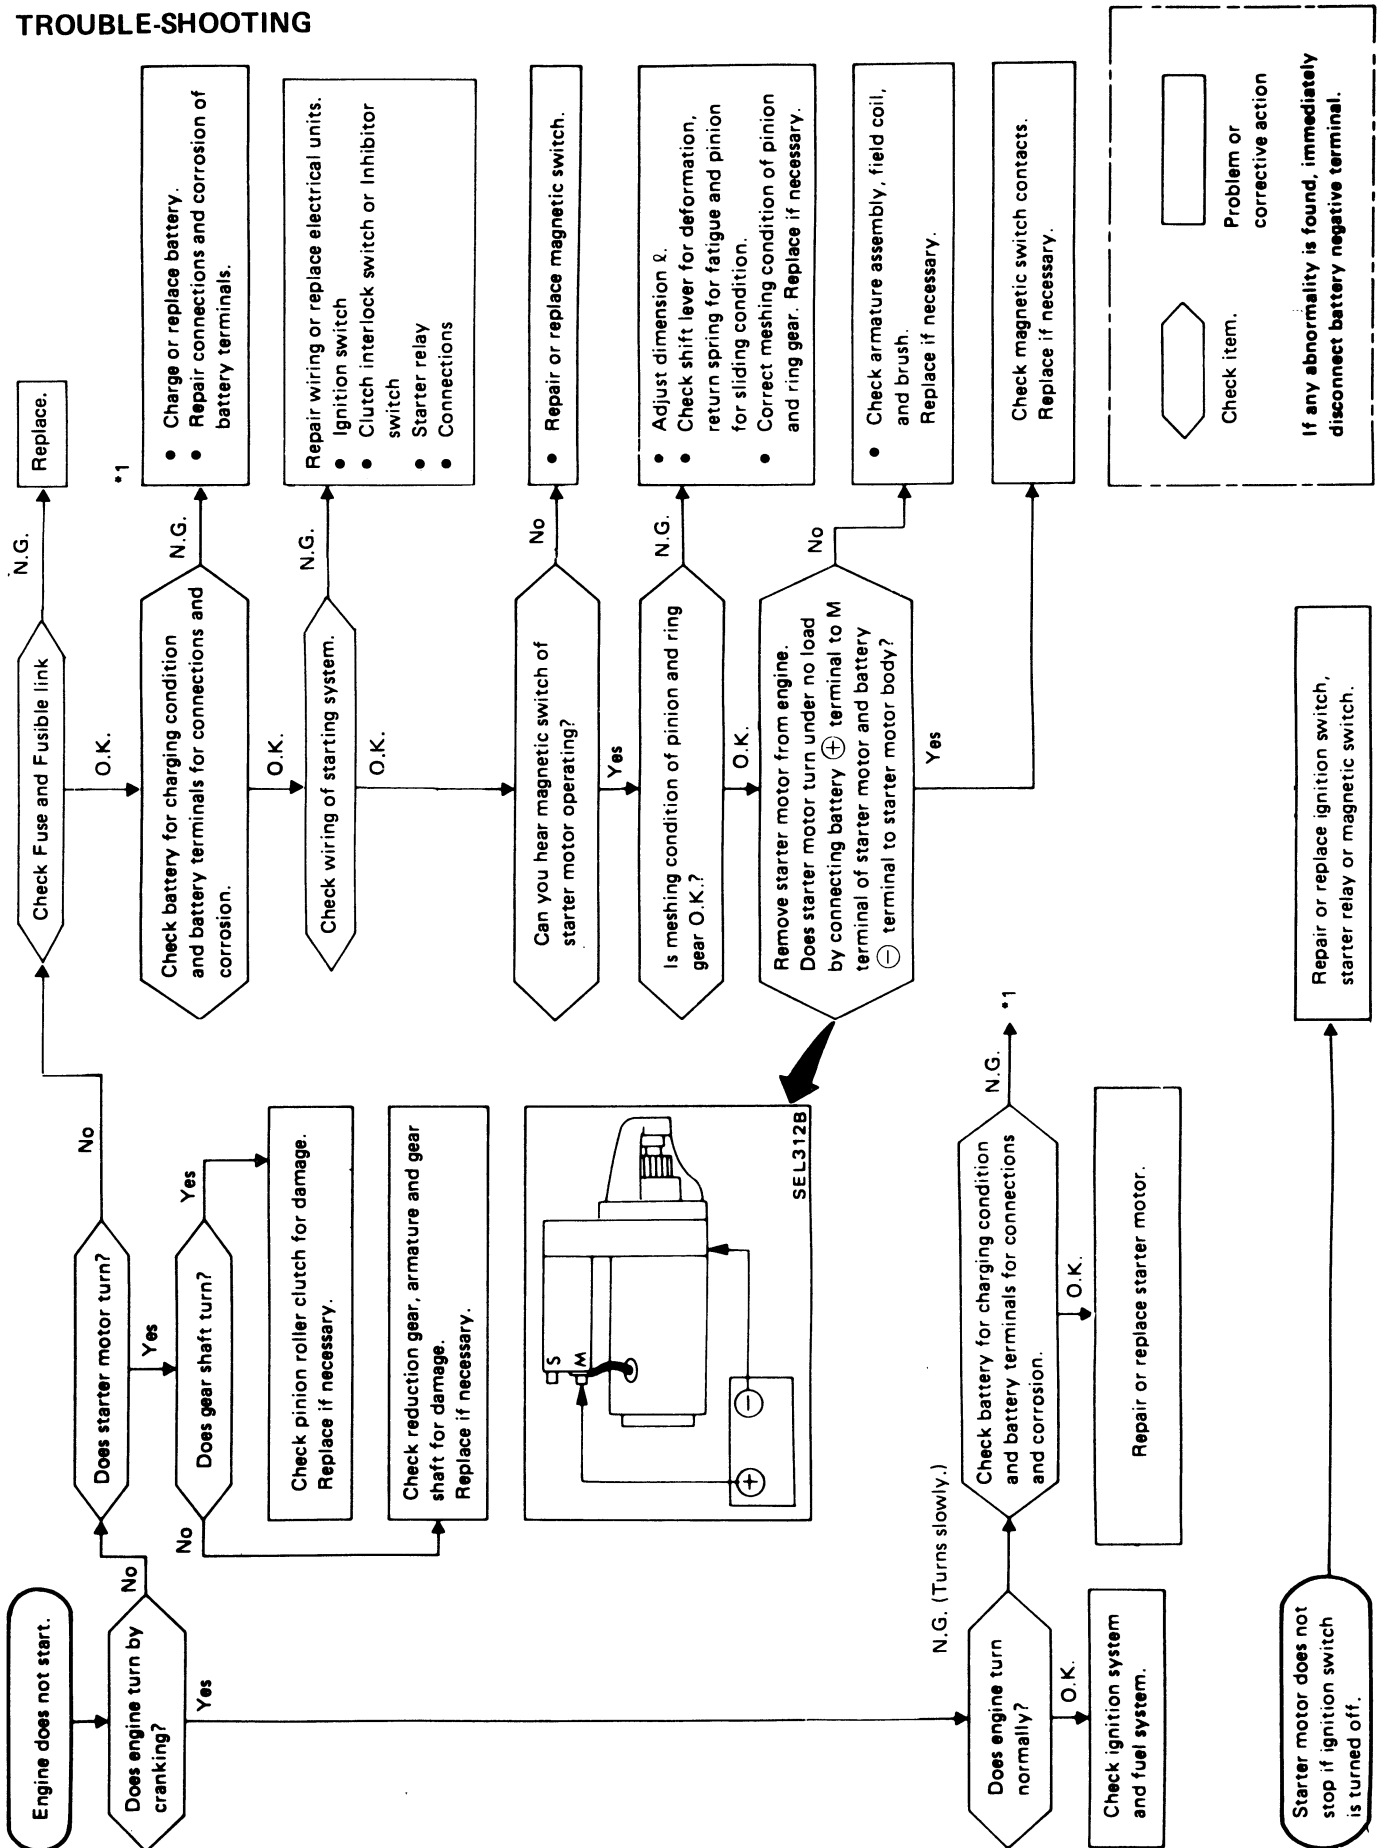 TROUBLE-SHOOTING
Engine does not start.
Does engine turn by
cranking?
No
Yes
Does starter motor turn?
No
Yes
Does gear shaft turn?
Yes
No
Check pinion roller clutch for damage.
Replace if necessary.
Check reduction gear, armature and gear
shaft for damage.
Replace if necessary.
S
M
+
−
SEL312B
Check Fuse and Fusible link
N.G.
Replace.
O.K.
Check battery for charging condition
and battery terminals for connections and
corrosion.
N.G.
*1
• Charge or replace battery.
• Repair connections and corrosion of
battery terminals.
O.K.
Check wiring of starting system.
N.G.
Repair wiring or replace electrical units.
• Ignition switch
• Clutch interlock switch or Inhibitor
switch
• Starter relay
• Connections
O.K.
Can you hear magnetic switch of
starter motor operating?
No
• Repair or replace magnetic switch.
Yes
Is meshing condition of pinion and ring
gear O.K.?
N.G.
• Adjust dimension ℓ.
• Check shift lever for deformation,
return spring for fatigue and pinion
for sliding condition.
• Correct meshing condition of pinion
and ring gear. Replace if necessary.
O.K.
Remove starter motor from engine.
Does starter motor turn under no load
by connecting battery ⊕ terminal to M
terminal of starter motor and battery
⊖ terminal to starter motor body?
No
• Check armature assembly, field coil,
and brush.
Replace if necessary.
Yes
Check magnetic switch contacts.
Replace if necessary.
Does engine turn
normally?
N.G. (Turns slowly.)
O.K.
Check ignition system
and fuel system.
Check battery for charging condition
and battery terminals for connections
and corrosion.
N.G.
*1
O.K.
Repair or replace starter motor.
Starter motor does not
stop if ignition switch
is turned off.
Repair or replace ignition switch,
starter relay or magnetic switch.
Check item.
Problem or
corrective action
If any abnormality is found, immediately
disconnect battery negative terminal.